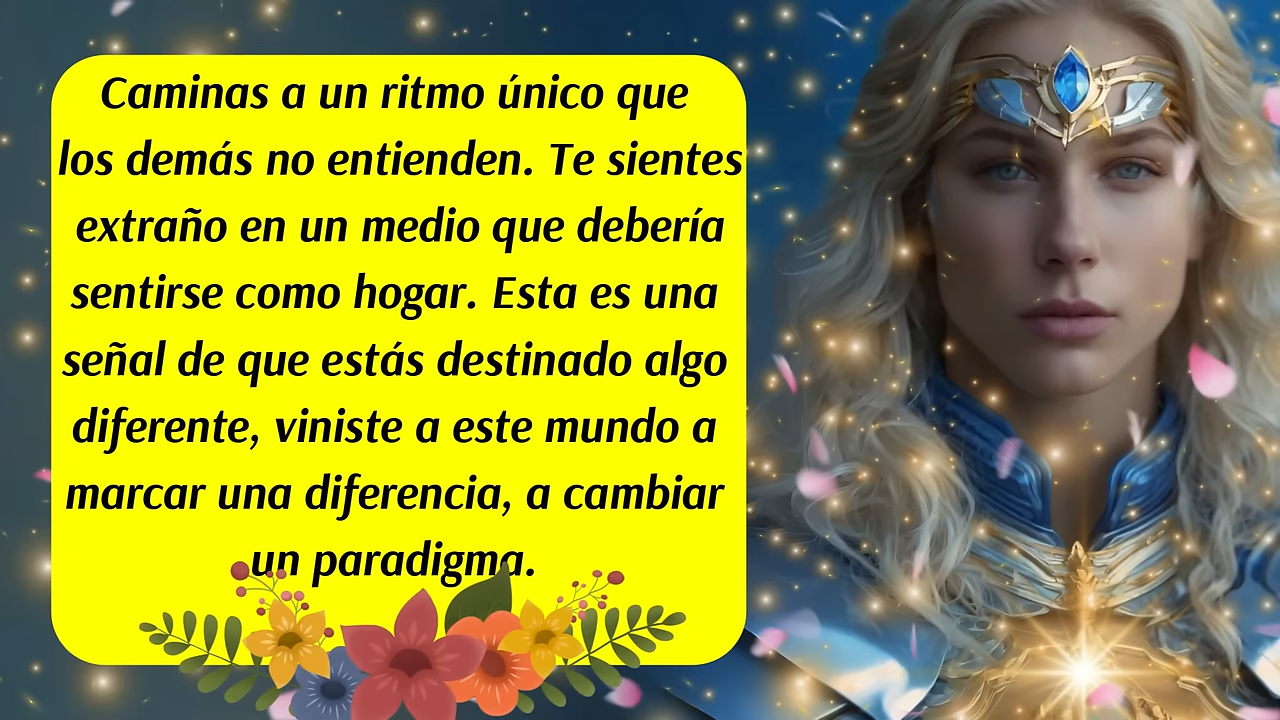 Caminas a un ritmo único que
los demás no entienden. Te sientes
extraño en un medio que debería
sentirse como hogar. Esta es una
señal de que estás destinado algo
diferente, viniste a este mundo a
marcar una diferencia, a cambiar
un paradigma.